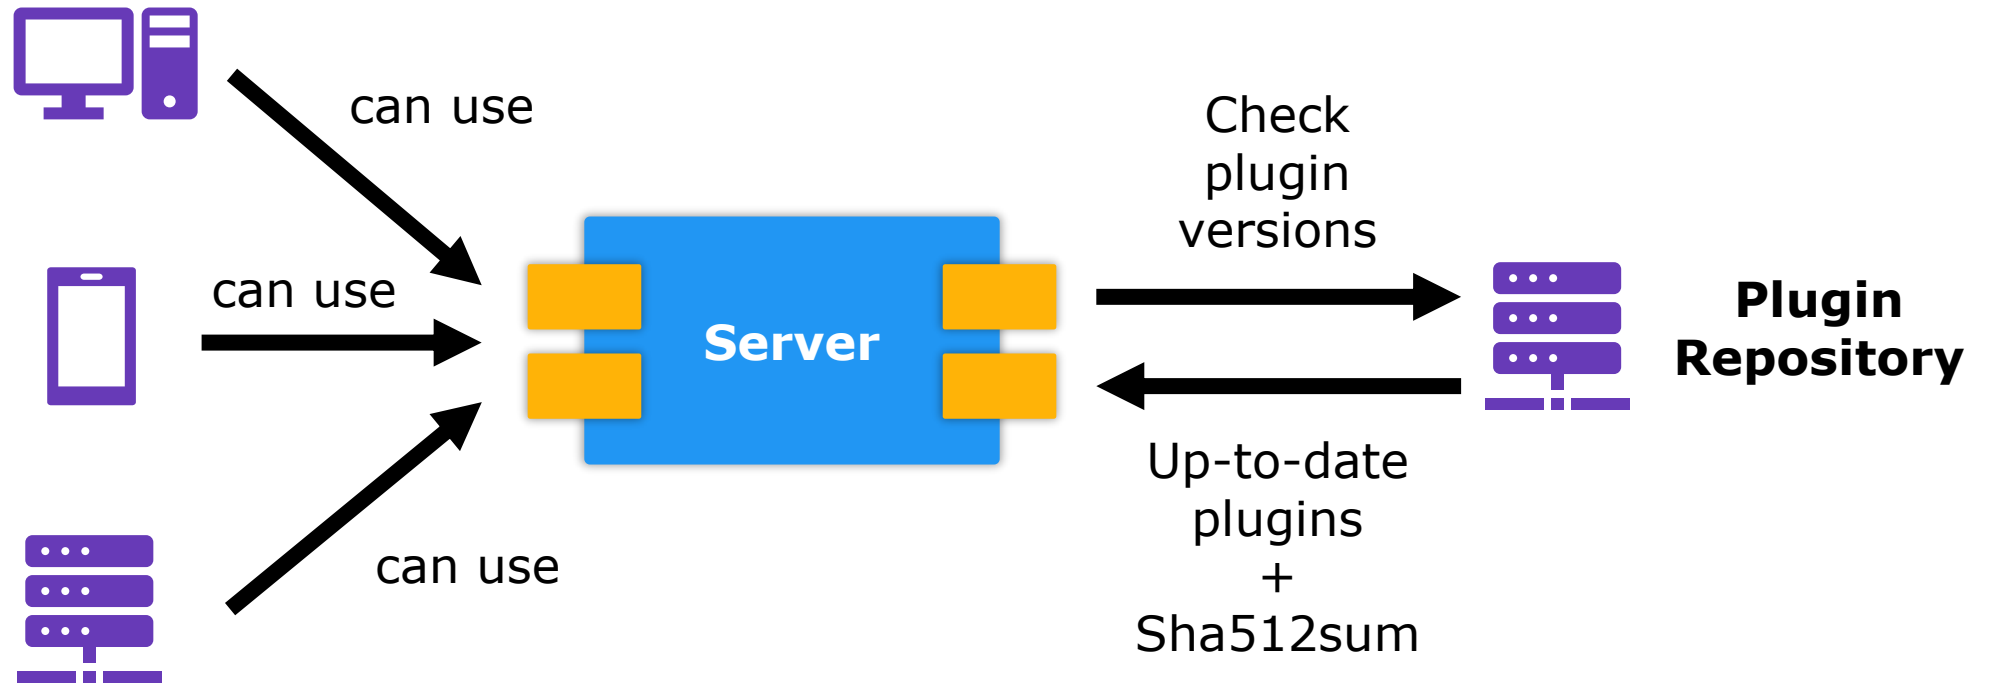 can use
can use
can use
Server
Check
plugin
versions
Up-to-date
plugins
+
Sha512sum
Plugin
Repository